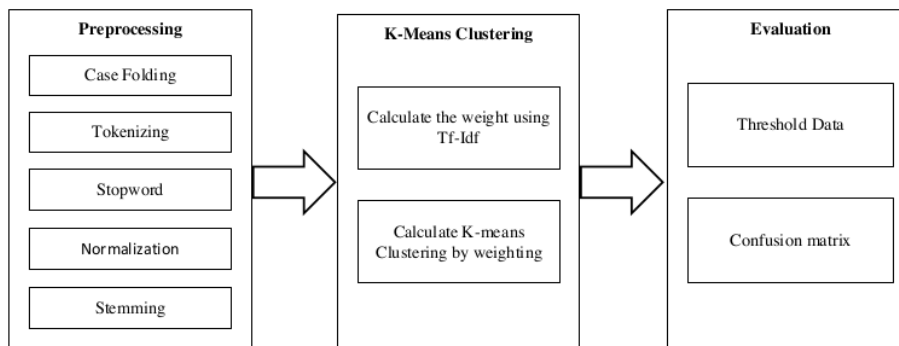 Preprocessing
Case Folding
Tokenizing
Stopword
Normalization
Stemming
K-Means Clustering
Calculate the weight using
Tf-Idf
Calculate K-means
Clustering by weighting
Evaluation
Threshold Data
Confusion matrix